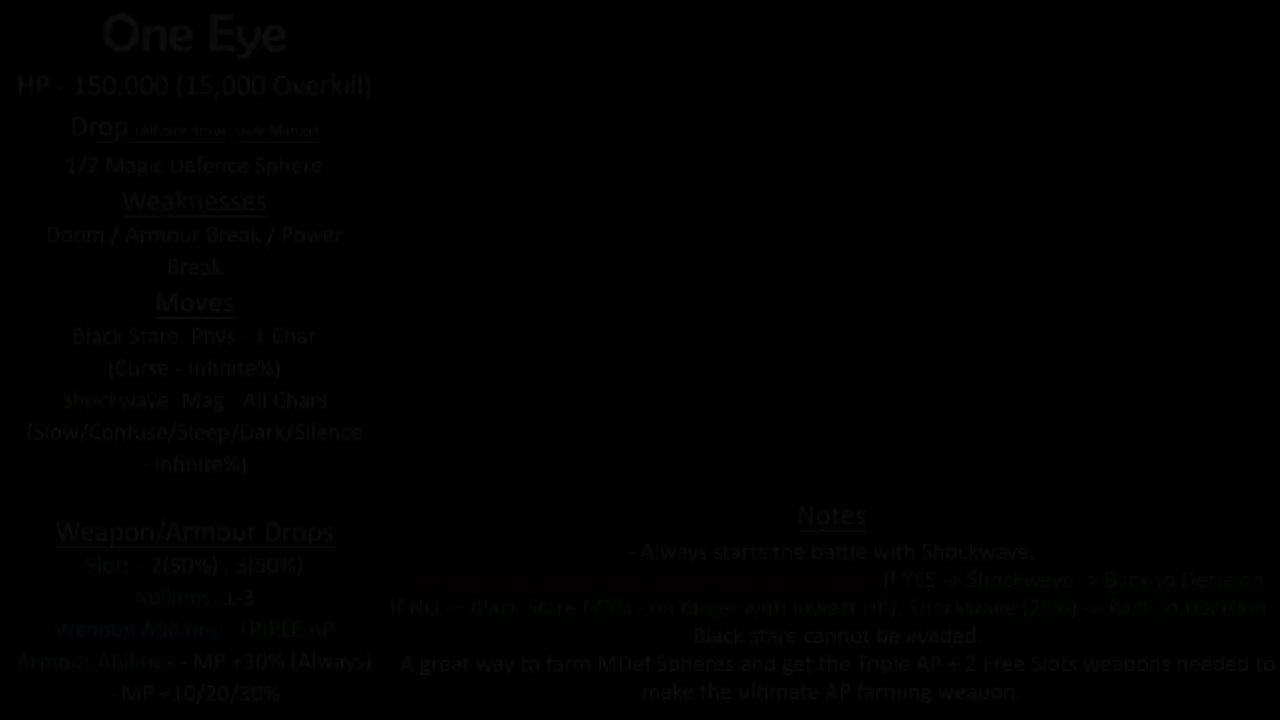 One Eye
HP - 150.000 (15,000 Overkill)
Drop
1/2 Magic Defence Sphere
Weaknesses
Doom / Armour Break / Power
Break
Moves
Black Stare: Phys - 1 Char
(Curse - Infinite%)
Shockwave: Mag - All Chars
(Slow/Confuse/Sleep/Dark/Silence
- Infinite%)
Weapon/Armour Drops
Slots - 2(50%) , 3(50%)
Abilities: 1-3
Weapon Abilities - TRIPLE AP
Armour Abilities - MP +30% (Always)
- MP +10/20/30%
Notes
- Always starts the battle with Shockwave.
If YES -> Shockwave -> Back to Decision
If NO -> Black Stare (75% - on target with lowest HP), Shockwave (25%) -> Back to Decision
Black stare cannot be evaded.
A great way to farm MDef Spheres and get the Triple AP + 2 Free Slots weapons needed to
make the ultimate AP farming weapon.